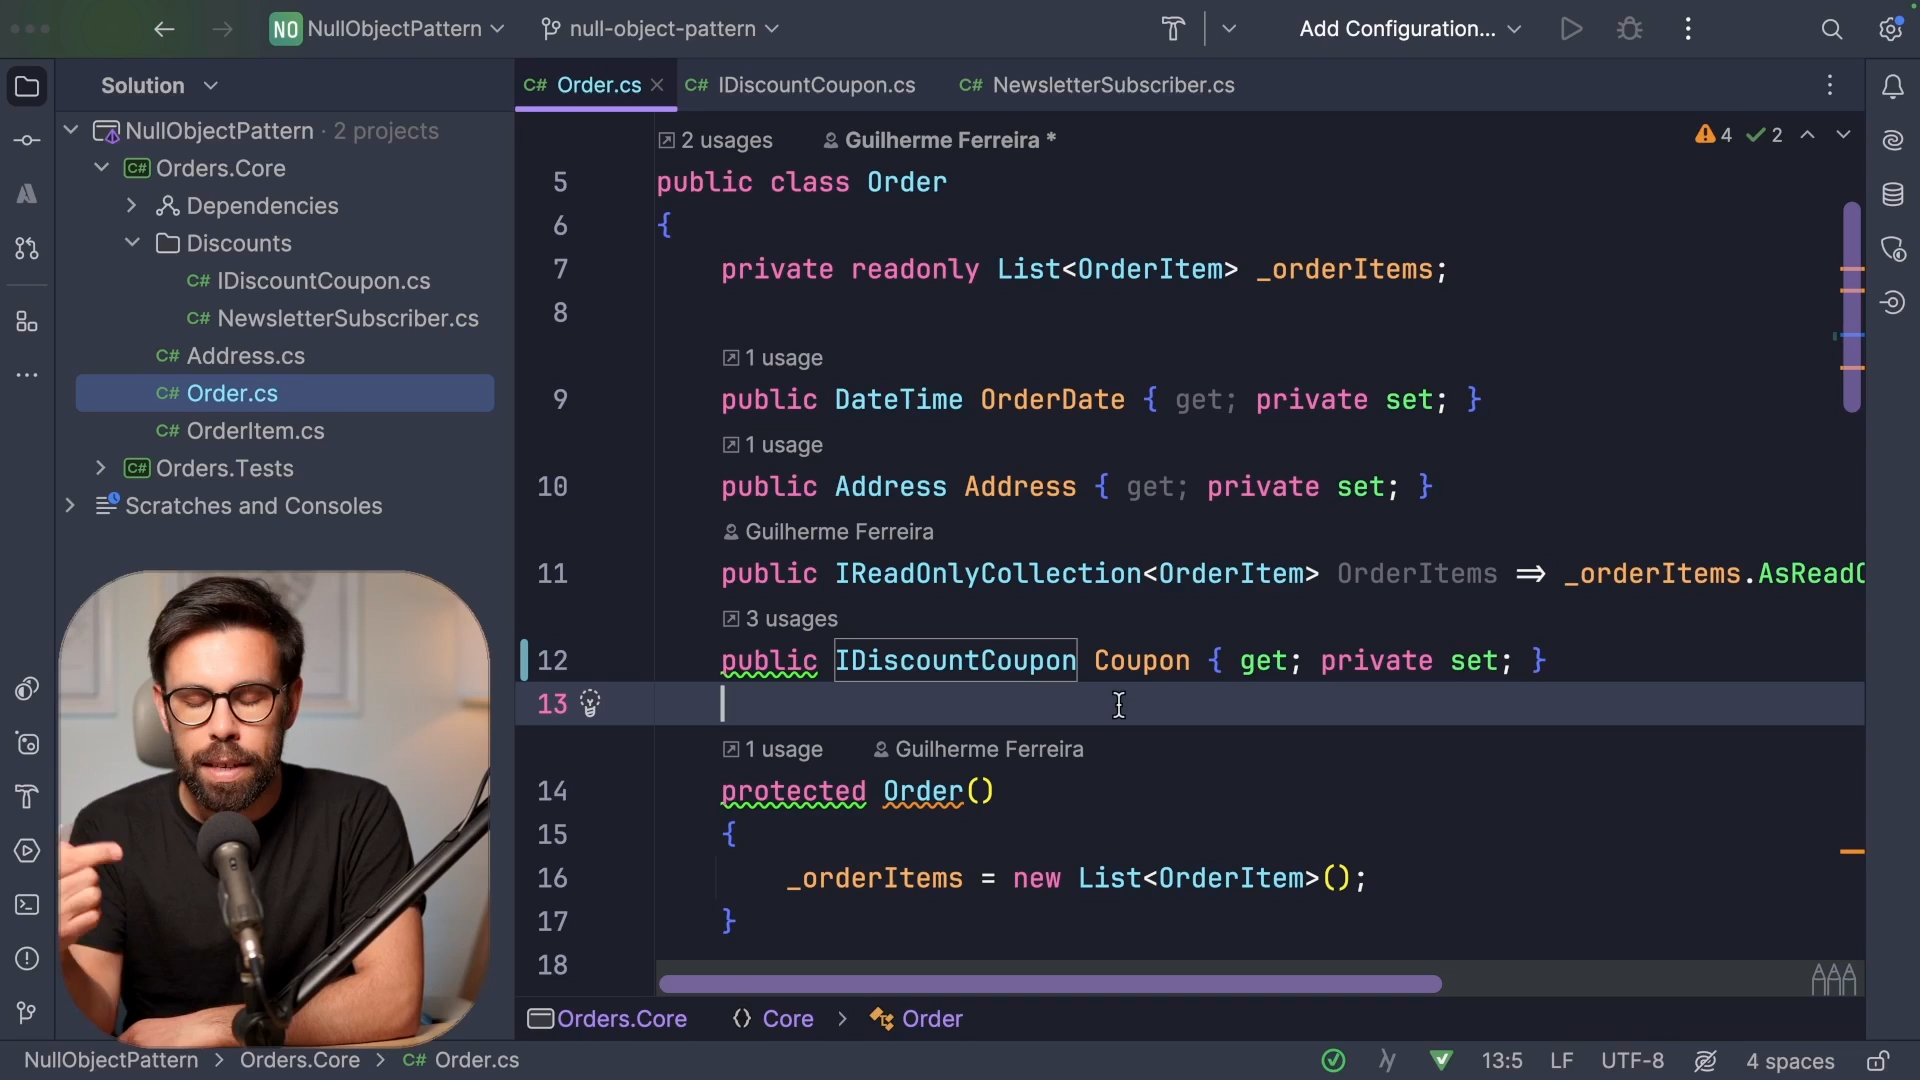 NO NullObjectPattern
null-object-pattern
Add Configuration...
Solution
C# Order.cs
C# IDiscountCoupon.cs
C# NewsletterSubscriber.cs
NullObjectPattern · 2 projects
C# Orders.Core
Dependencies
Discounts
C# IDiscountCoupon.cs
C# NewsletterSubscriber.cs
C# Address.cs
C# Order.cs
C# OrderItem.cs
C# Orders.Tests
Scratches and Consoles
2 usages Guilherme Ferreira *
4 2
5 public class Order
6 {
7 private readonly List<OrderItem> _orderItems;
8
1 usage
9 public DateTime OrderDate { get; private set; }
1 usage
10 public Address Address { get; private set; }
Guilherme Ferreira
11 public IReadOnlyCollection<OrderItem> OrderItems => _orderItems.AsReadO
3 usages
12 public IDiscountCoupon Coupon { get; private set; }
13
1 usage Guilherme Ferreira
14 protected Order()
15 {
16 _orderItems = new List<OrderItem>();
17 }
18
Orders.Core {} Core > Order
NullObjectPattern > Orders.Core > C# Order.cs
13:5 LF UTF-8 4 spaces